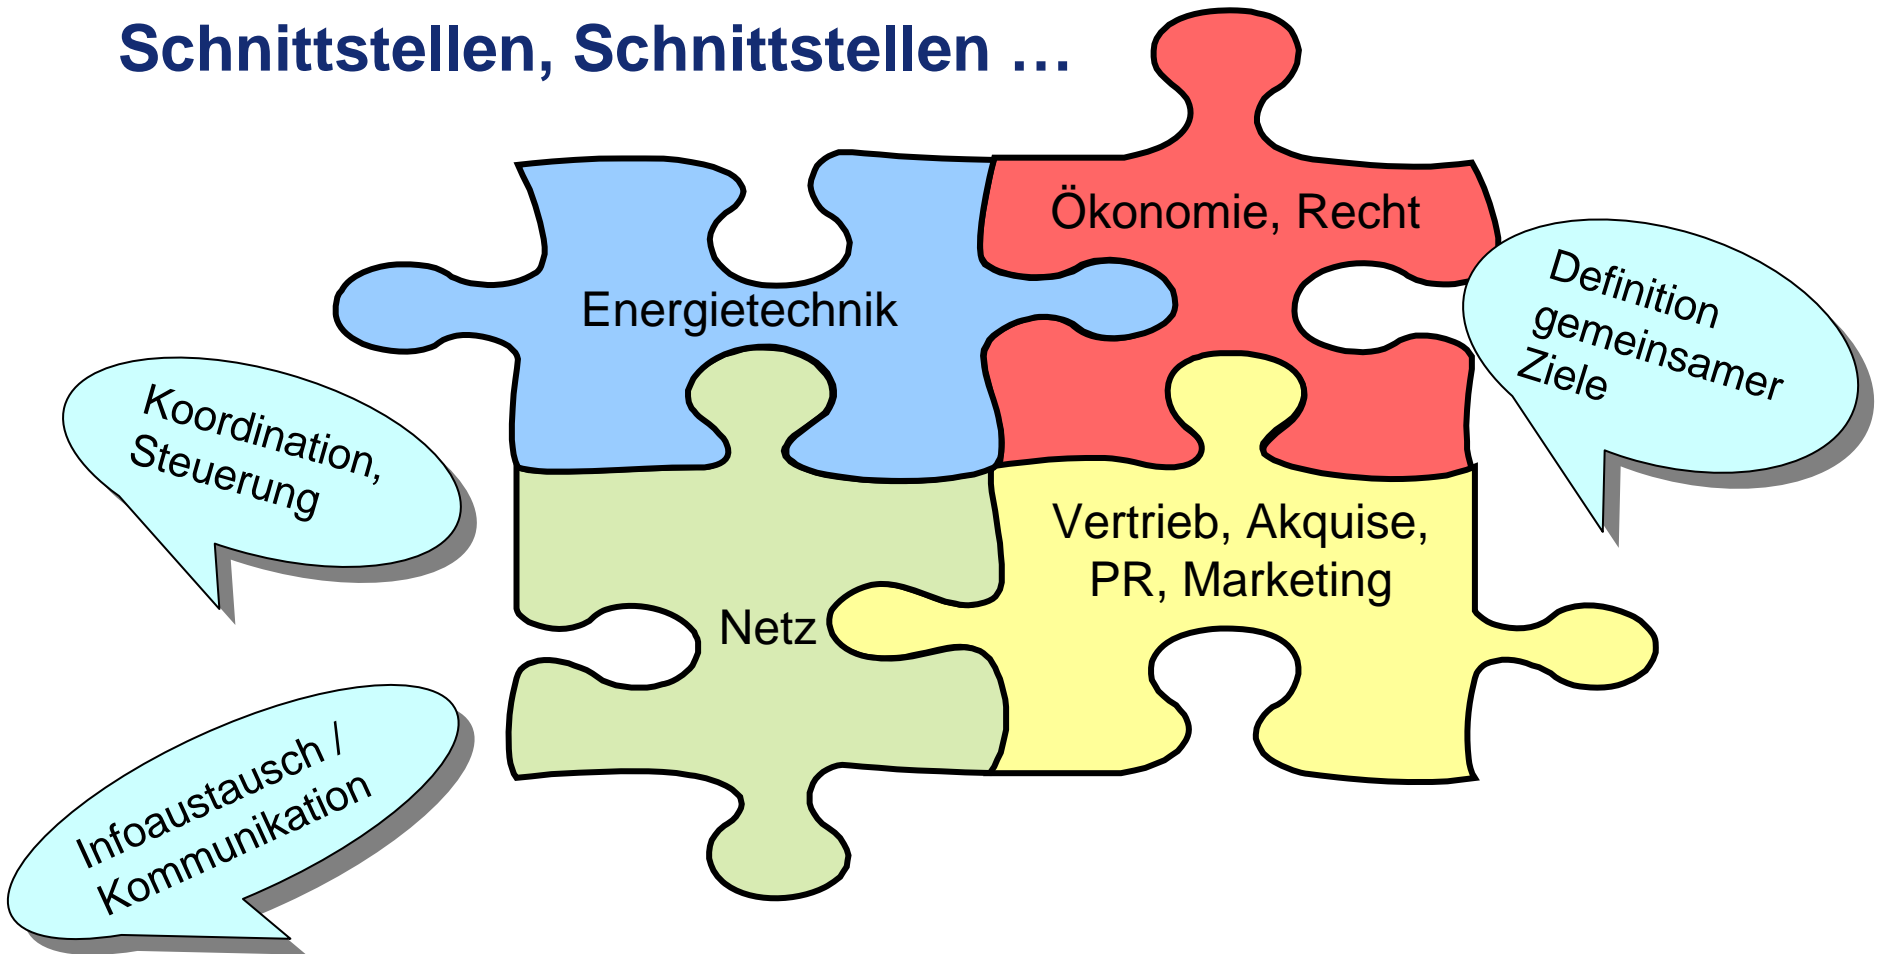 Schnittstellen, Schnittstellen …
Ökonomie, Recht
Energietechnik
Definition
gemeinsamer
Ziele
Koordination,
Steuerung
Vertrieb, Akquise,
PR, Marketing
Netz
Infoaustausch /
Kommunikation